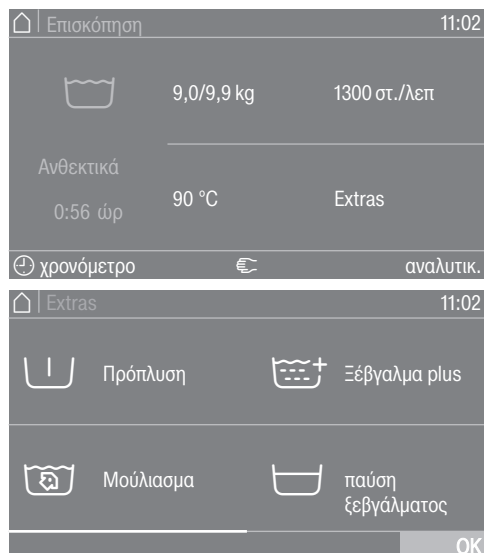 Επισκόπηση 11:02
9,0/9,9 kg 1300 στ./λεπ
Ανθεκτικά
0:56 ώρ
90 °C Extras
χρονόμετρο αναλυτικ.
Extras 11:02
Πρόπλυση Ξέβγαλμα plus
Μούλιασμα παύση
ξεβγάλματος
OK